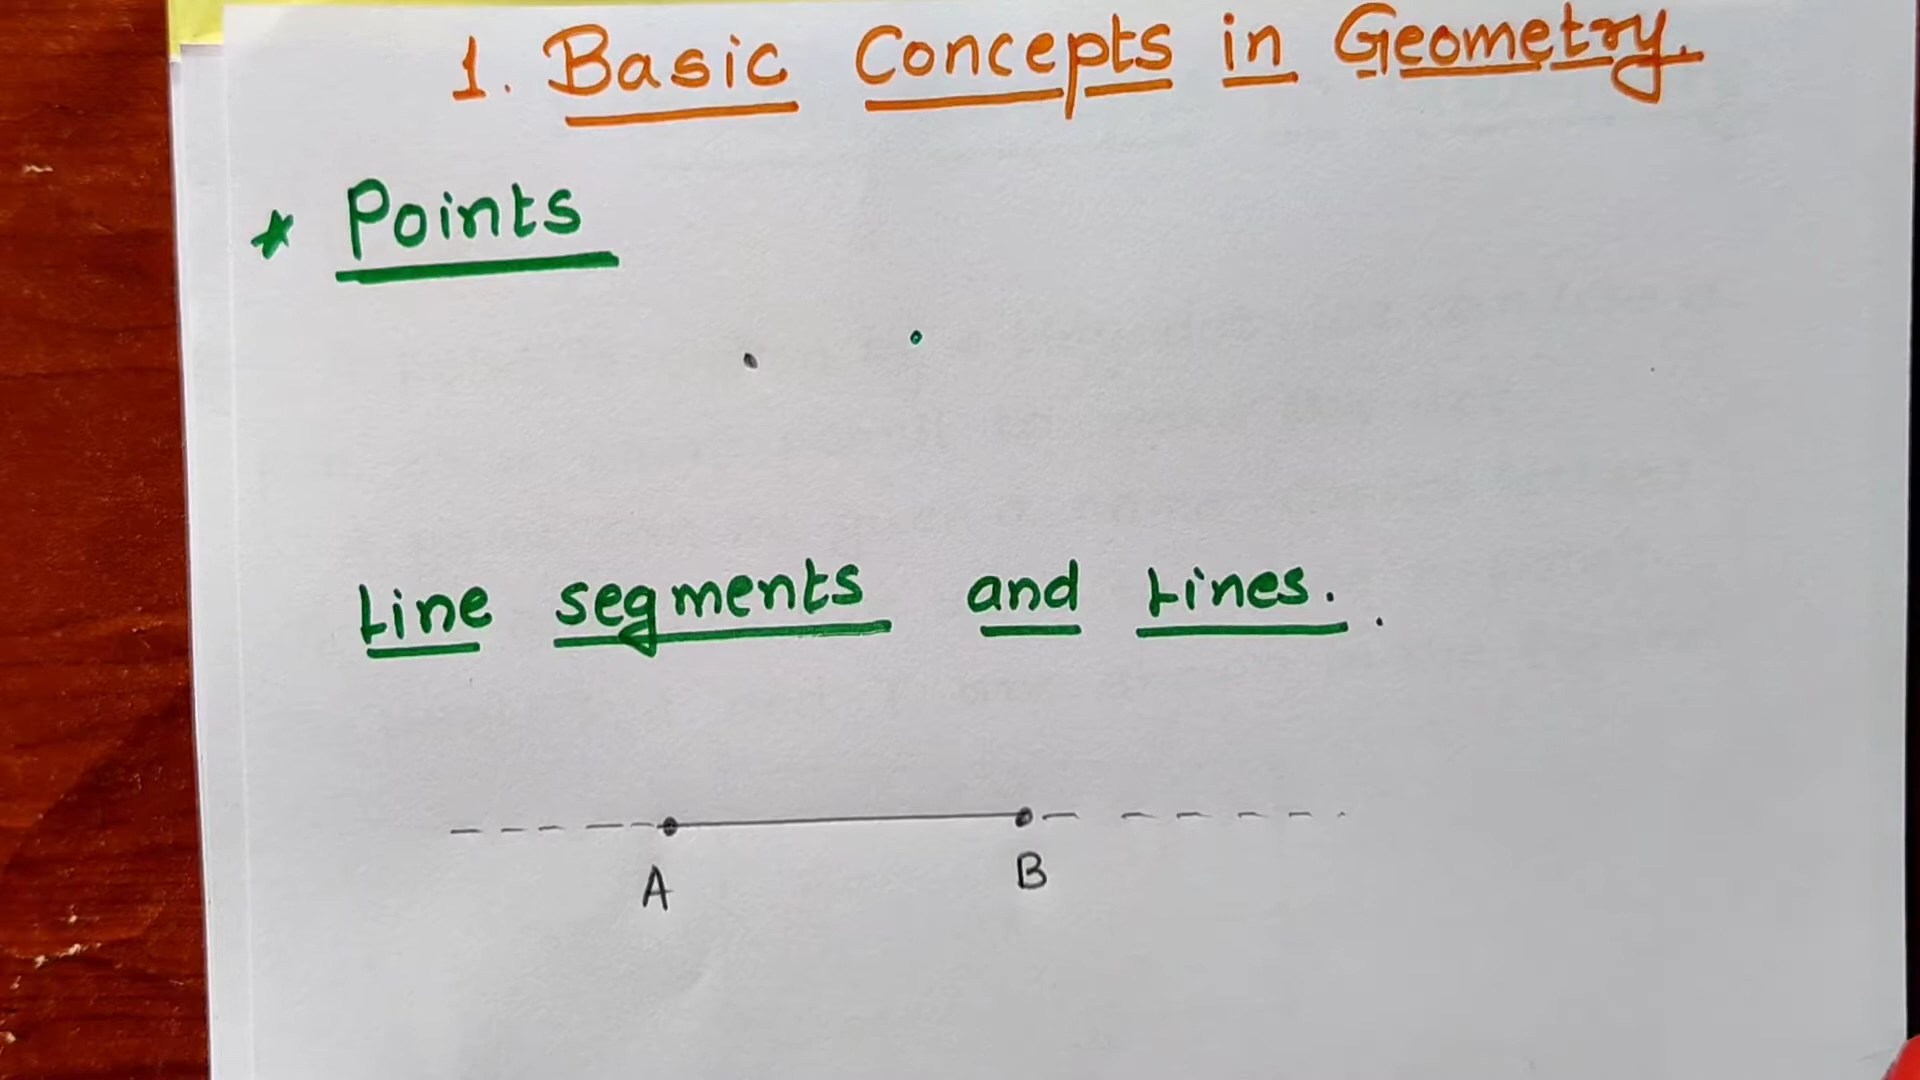 1. Basic Concepts in Geometry.
* Points
Line segments and Lines.
A B